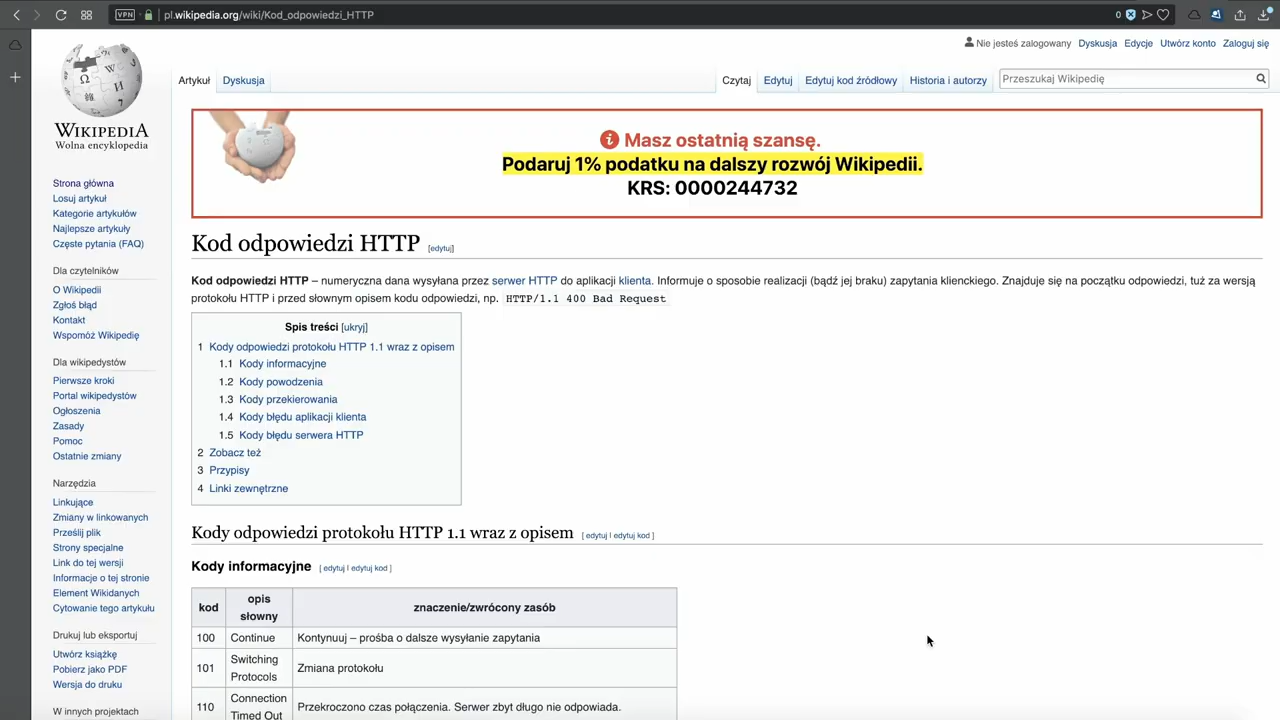 VPN
pl.wikipedia.org/wiki/Kod_odpowiedzi_HTTP
0
Nie jesteś zalogowany Dyskusja Edycje Utwórz konto Zaloguj się
Artykuł Dyskusja
Czytaj Edytuj Edytuj kod źródłowy Historia i autorzy
Przeszukaj Wikipedię
WIKIPEDIA
Wolna encyklopedia
Strona główna
Losuj artykuł
Kategorie artykułów
Najlepsze artykuły
Częste pytania (FAQ)
Dla czytelników
O Wikipedii
Zgłoś błąd
Kontakt
Wspomóż Wikipedię
Dla wikipedystów
Pierwsze kroki
Portal wikipedystów
Ogłoszenia
Zasady
Pomoc
Ostatnie zmiany
Narzędzia
Linkujące
Zmiany w linkowanych
Prześlij plik
Strony specjalne
Link do tej wersji
Informacje o tej stronie
Element Wikidanych
Cytowanie tego artykułu
Drukuj lub eksportuj
Utwórz książkę
Pobierz jako PDF
Wersja do druku
W innych projektach
Masz ostatnią szansę.
Podaruj 1% podatku na dalszy rozwój Wikipedii.
KRS: 0000244732
Kod odpowiedzi HTTP [edytuj]
Kod odpowiedzi HTTP – numeryczna dana wysyłana przez serwer HTTP do aplikacji klienta. Informuje o sposobie realizacji (bądź jej braku) zapytania klienckiego. Znajduje się na początku odpowiedzi, tuż za wersją
protokołu HTTP i przed słownym opisem kodu odpowiedzi, np. HTTP/1.1 400 Bad Request
Spis treści [ukryj]
1 Kody odpowiedzi protokołu HTTP 1.1 wraz z opisem
1.1 Kody informacyjne
1.2 Kody powodzenia
1.3 Kody przekierowania
1.4 Kody błędu aplikacji klienta
1.5 Kody błędu serwera HTTP
2 Zobacz też
3 Przypisy
4 Linki zewnętrzne
Kody odpowiedzi protokołu HTTP 1.1 wraz z opisem [ edytuj | edytuj kod ]
Kody informacyjne [ edytuj | edytuj kod ]
kod opis słowny znaczenie/zwrócony zasób
100 Continue Kontynuuj – prośba o dalsze wysyłanie zapytania
101 Switching Protocols Zmiana protokołu
110 Connection Timed Out Przekroczono czas połączenia. Serwer zbyt długo nie odpowiada.